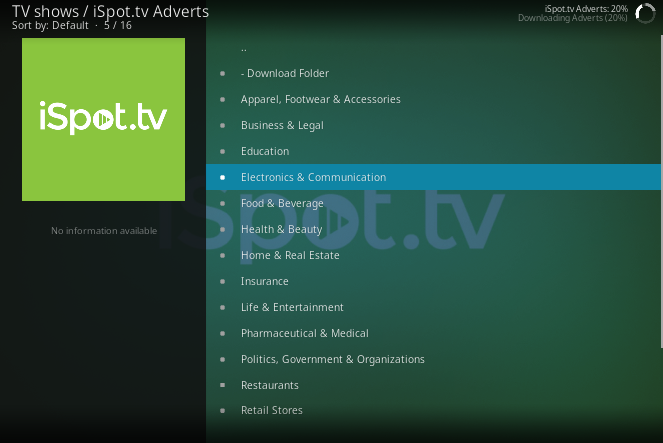 TV shows / iSpot.tv Adverts
Sort by: Default · 5 / 16
iSpot.tv Adverts: 20%
Downloading Adverts (20%)
iSpot.tv
No information available
..
- Download Folder
Apparel, Footwear & Accessories
Business & Legal
Education
Electronics & Communication
Food & Beverage
Health & Beauty
Home & Real Estate
Insurance
Life & Entertainment
Pharmaceutical & Medical
Politics, Government & Organizations
Restaurants
Retail Stores
iSpot.tv